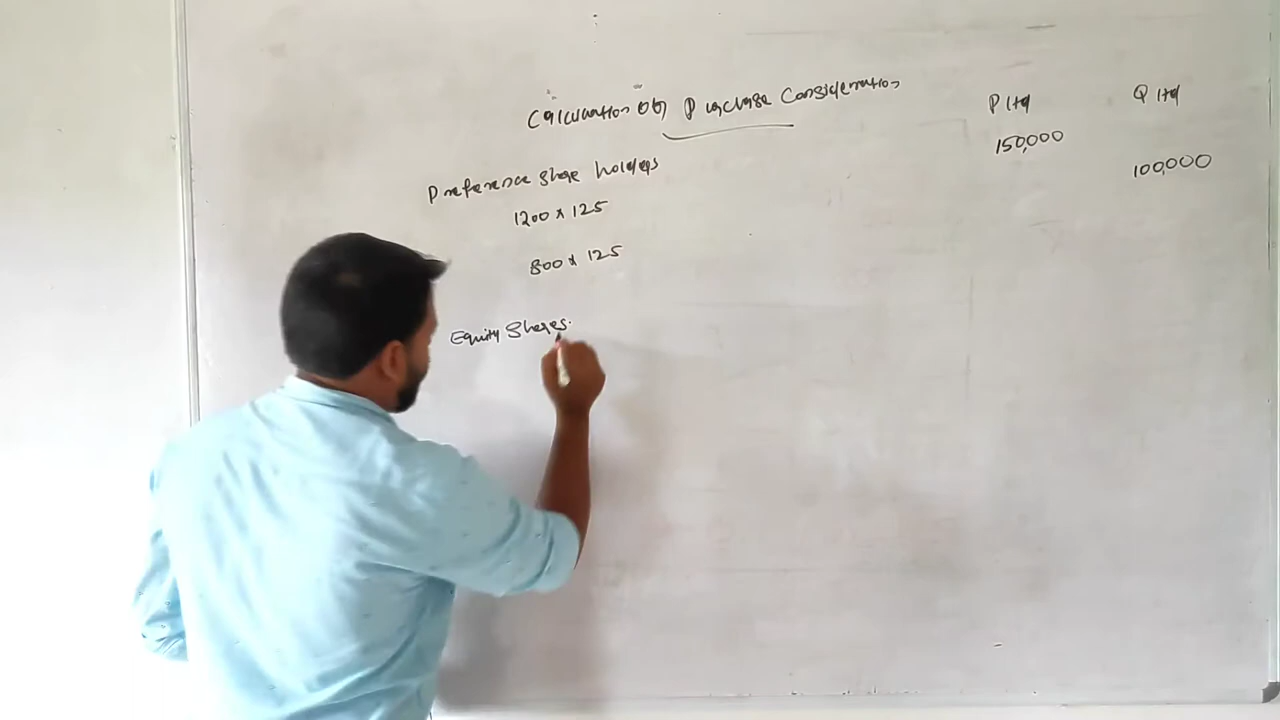 Calculation of Purchase Consideration
P ltd Q ltd
150,000
Preference Share holders 100,000
1200 x 125
800 x 125
Equity Shares.